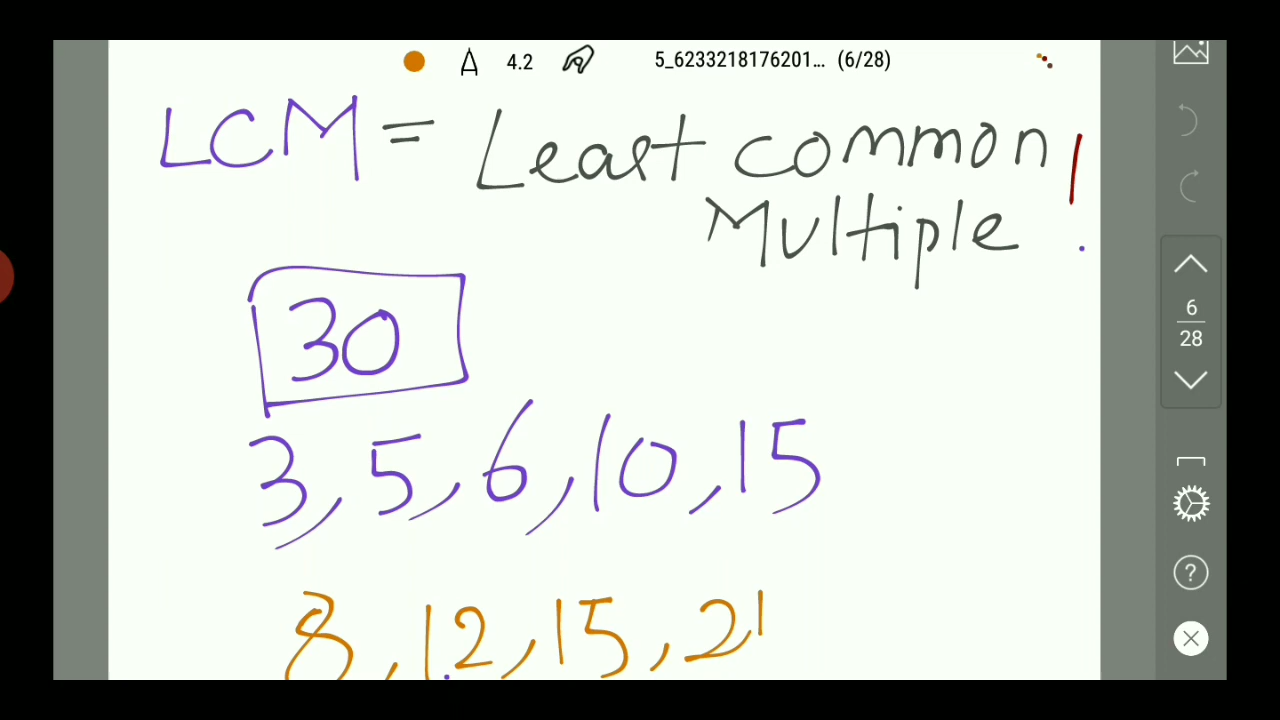 4.2 5_6233218176201... (6/28)
LCM = Least common !
Multiple
30
3, 5, 6, 10, 15
8, 12, 15, 21
6
28
?